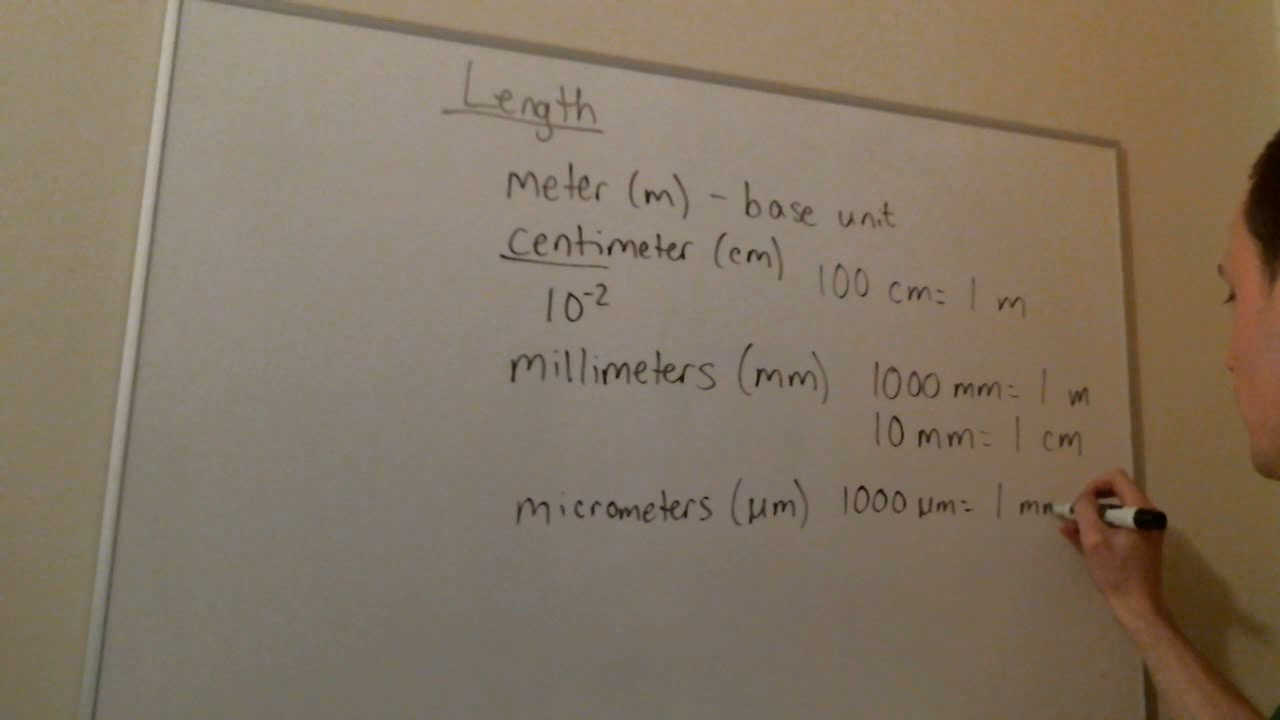 Length
meter (m) - base unit
centimeter (cm) 100 cm = 1 m
10⁻²
millimeters (mm) 1000 mm = 1 m
10 mm = 1 cm
micrometers (µm) 1000 µm = 1 mm